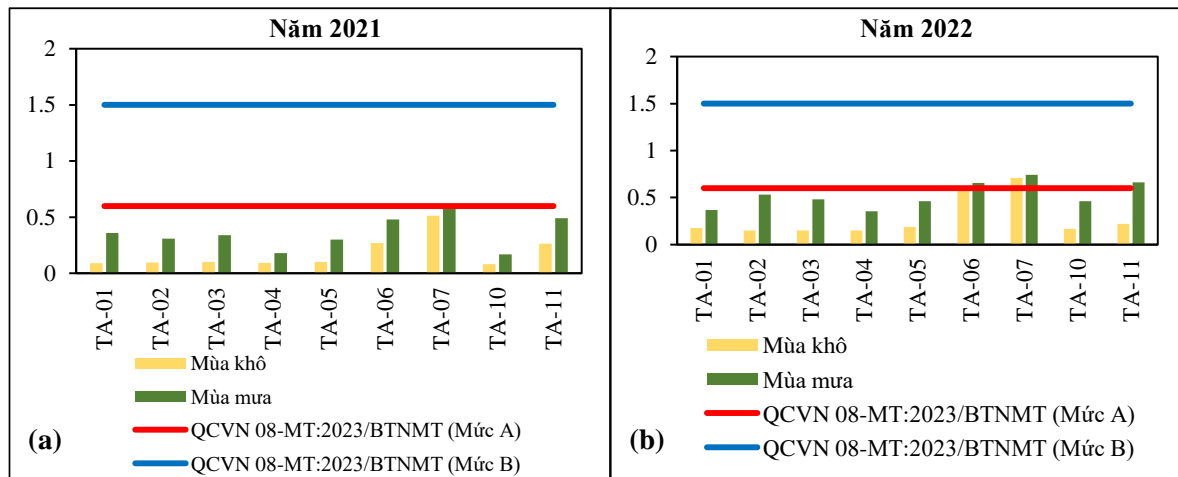 Năm 2021
2
1.5
1
0.5
0
TA-01
TA-02
TA-03
TA-04
TA-05
TA-06
TA-07
TA-10
TA-11
Mùa khô
Mùa mưa
QCVN 08-MT:2023/BTNMT (Mức A)
QCVN 08-MT:2023/BTNMT (Mức B)
(a)
Năm 2022
2
1.5
1
0.5
0
TA-01
TA-02
TA-03
TA-04
TA-05
TA-06
TA-07
TA-10
TA-11
Mùa khô
Mùa mưa
QCVN 08-MT:2023/BTNMT (Mức A)
QCVN 08-MT:2023/BTNMT (Mức B)
(b)